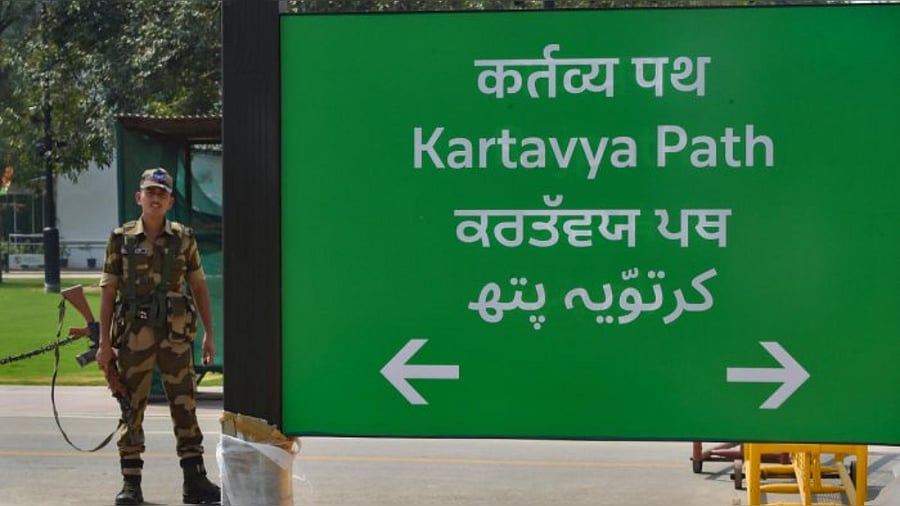 कर्तव्य पथ
Kartavya Path
ਕਰਤੱਵਯ ਪਥ
کرتوّیہ پتھ